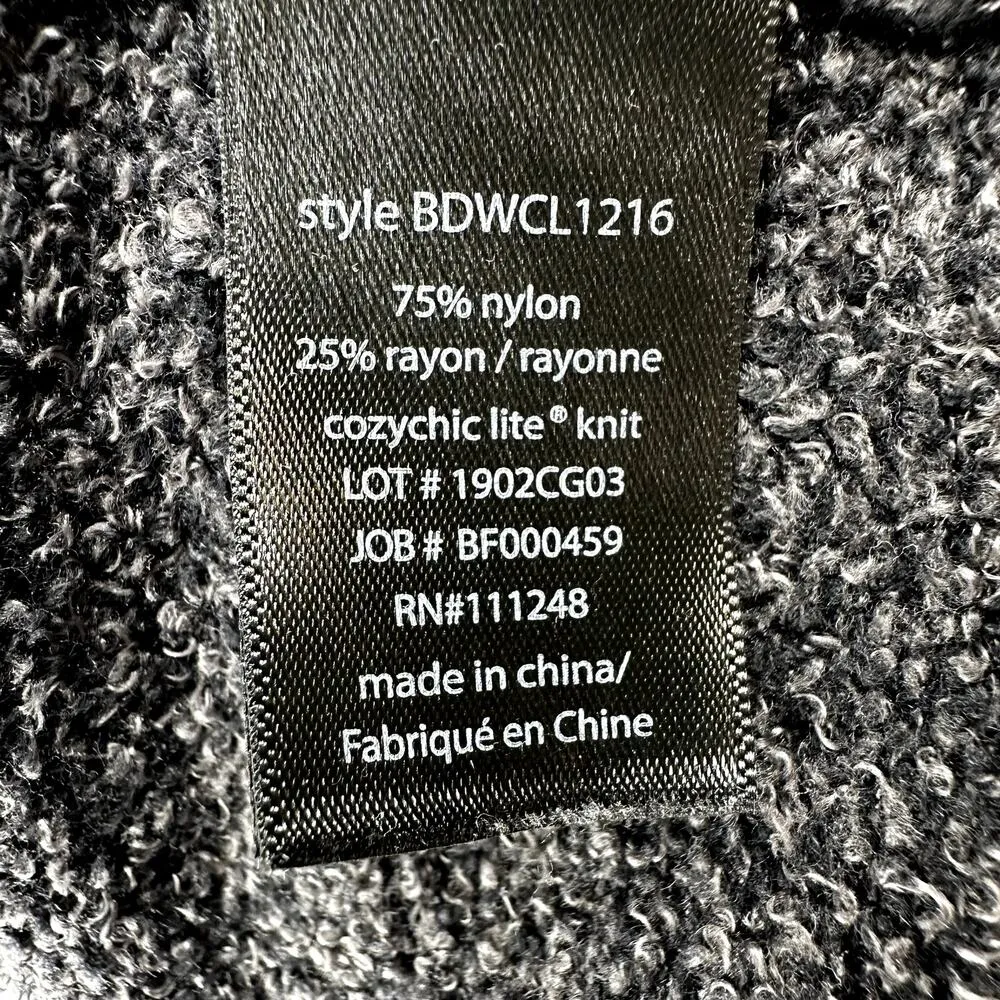 style BDWCL1216
75% nylon
25% rayon / rayonne
cozychic lite® knit
LOT # 1902CG03
JOB # BF000459
RN#111248
made in china/
Fabriqué en Chine